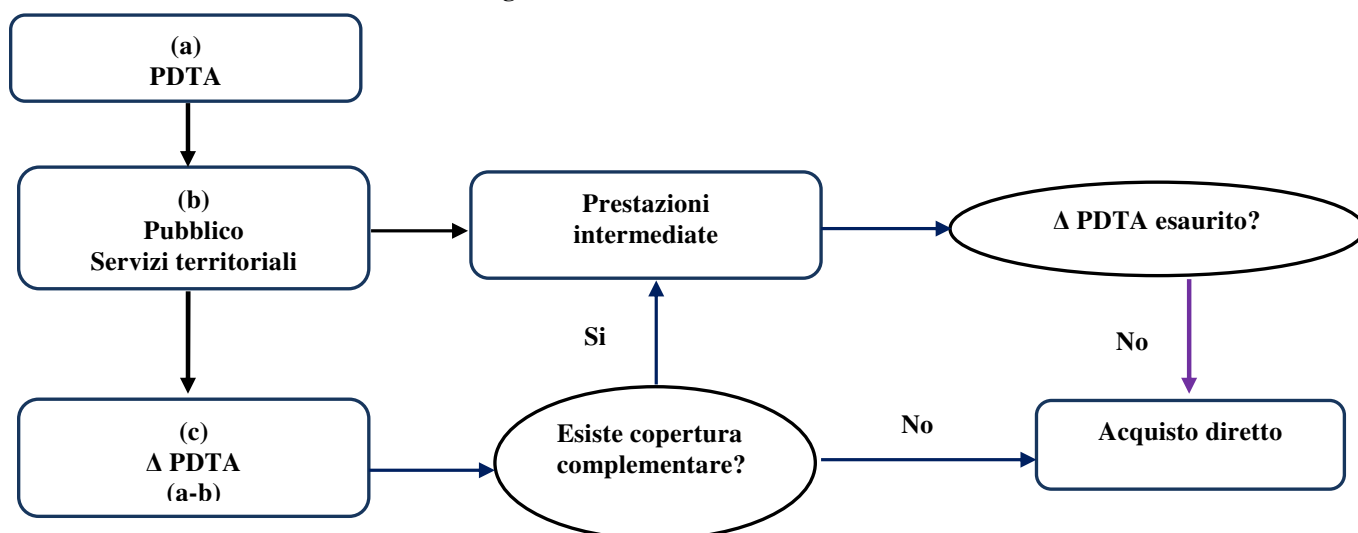 (a)
PDTA
(b)
Pubblico
Servizi territoriali
Prestazioni
intermediate
Δ PDTA esaurito?
Si
No
(c)
Δ PDTA
(a-b)
Esiste copertura
complementare?
No
Acquisto diretto